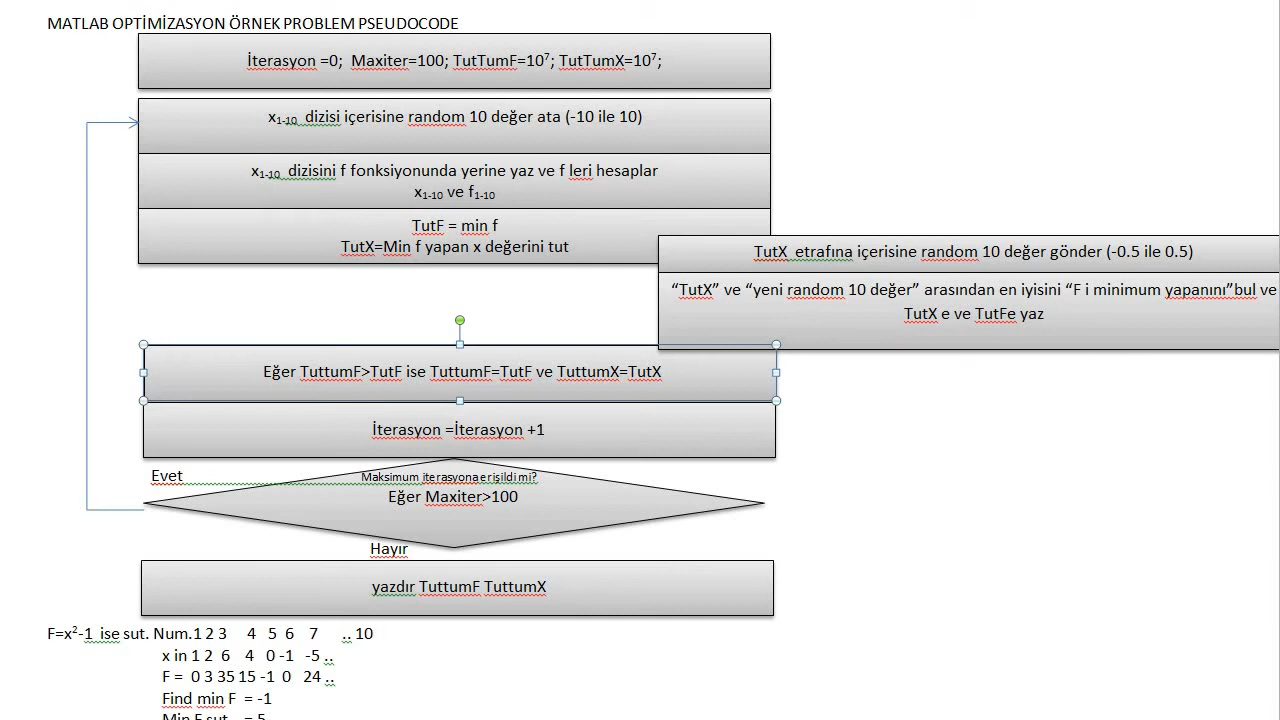 MATLAB OPTİMİZASYON ÖRNEK PROBLEM PSEUDOCODE
İterasyon =0;  Maxiter=100; TutTumF=10⁷; TutTumX=10⁷;
x₁₋₁₀ dizisi içerisine random 10 değer ata (-10 ile 10)
x₁₋₁₀ dizisini f fonksiyonunda yerine yaz ve f leri hesaplar
x₁₋₁₀ ve f₁₋₁₀
TutF = min f
TutX=Min f yapan x değerini tut
TutX etrafına içerisine random 10 değer gönder (-0.5 ile 0.5)
“TutX” ve “yeni random 10 değer” arasından en iyisini “F i minimum yapanını”bul ve
TutX e ve TutFe yaz
Eğer TuttumF>TutF ise TuttumF=TutF ve TuttumX=TutX
İterasyon =İterasyon +1
Evet
Maksimum iterasyona erişildi mi?
Eğer Maxiter>100
Hayır
yazdır TuttumF TuttumX
F=x²-1 ise sut. Num.1 2 3 4 5 6 7 .. 10
x in 1 2 6 4 0 -1 -5 ..
F = 0 3 35 15 -1 0 24 ..
Find min F = -1
Min F sut. = 5